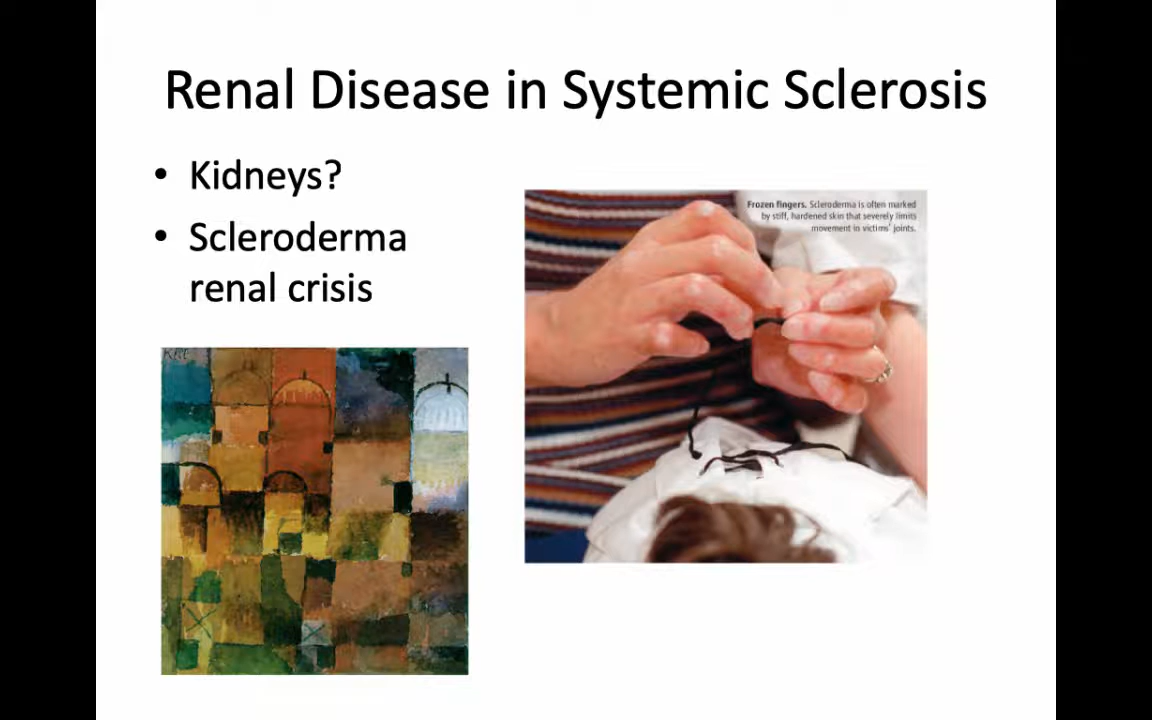 Renal Disease in Systemic Sclerosis
• Kidneys?
• Scleroderma
renal crisis
Frozen fingers. Scleroderma is often marked
by stiff, hardened skin that severely limits
movement in victims' joints.